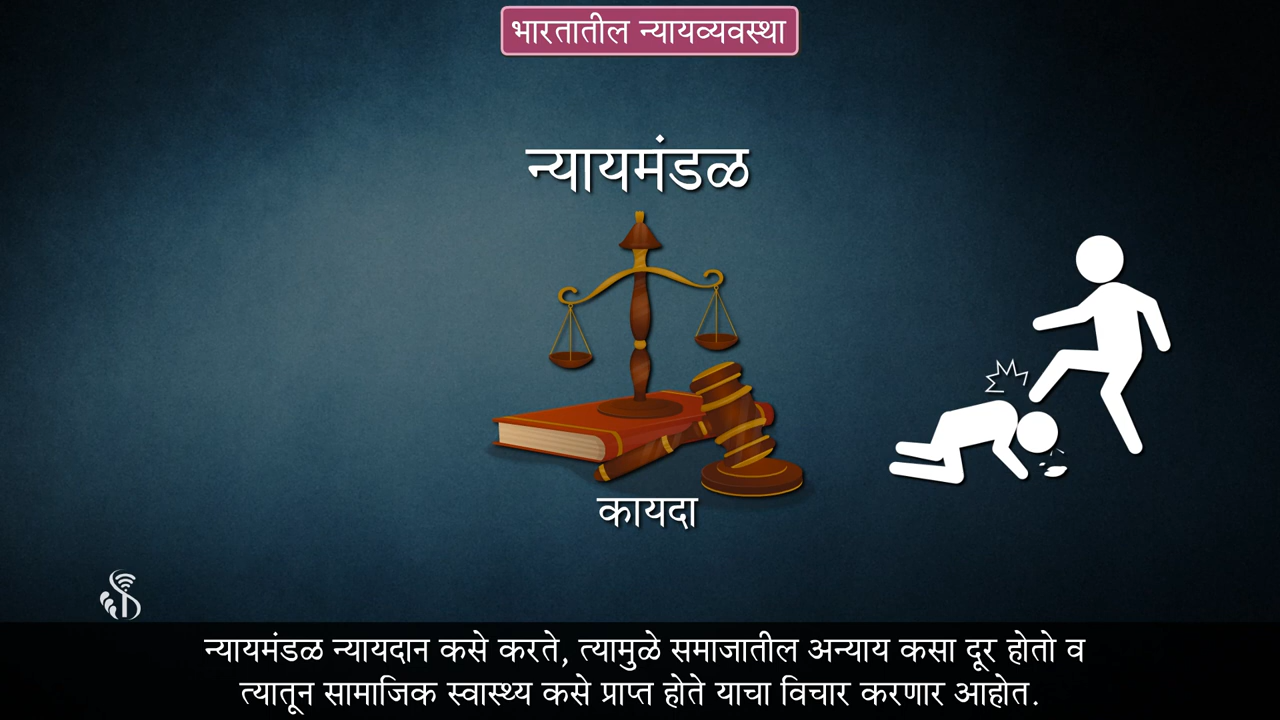 भारतातील न्यायव्यवस्था
न्यायमंडळ
कायदा
न्यायमंडळ न्यायदान कसे करते, त्यामुळे समाजातील अन्याय कसा दूर होतो व
त्यातून सामाजिक स्वास्थ्य कसे प्राप्त होते याचा विचार करणार आहोत.